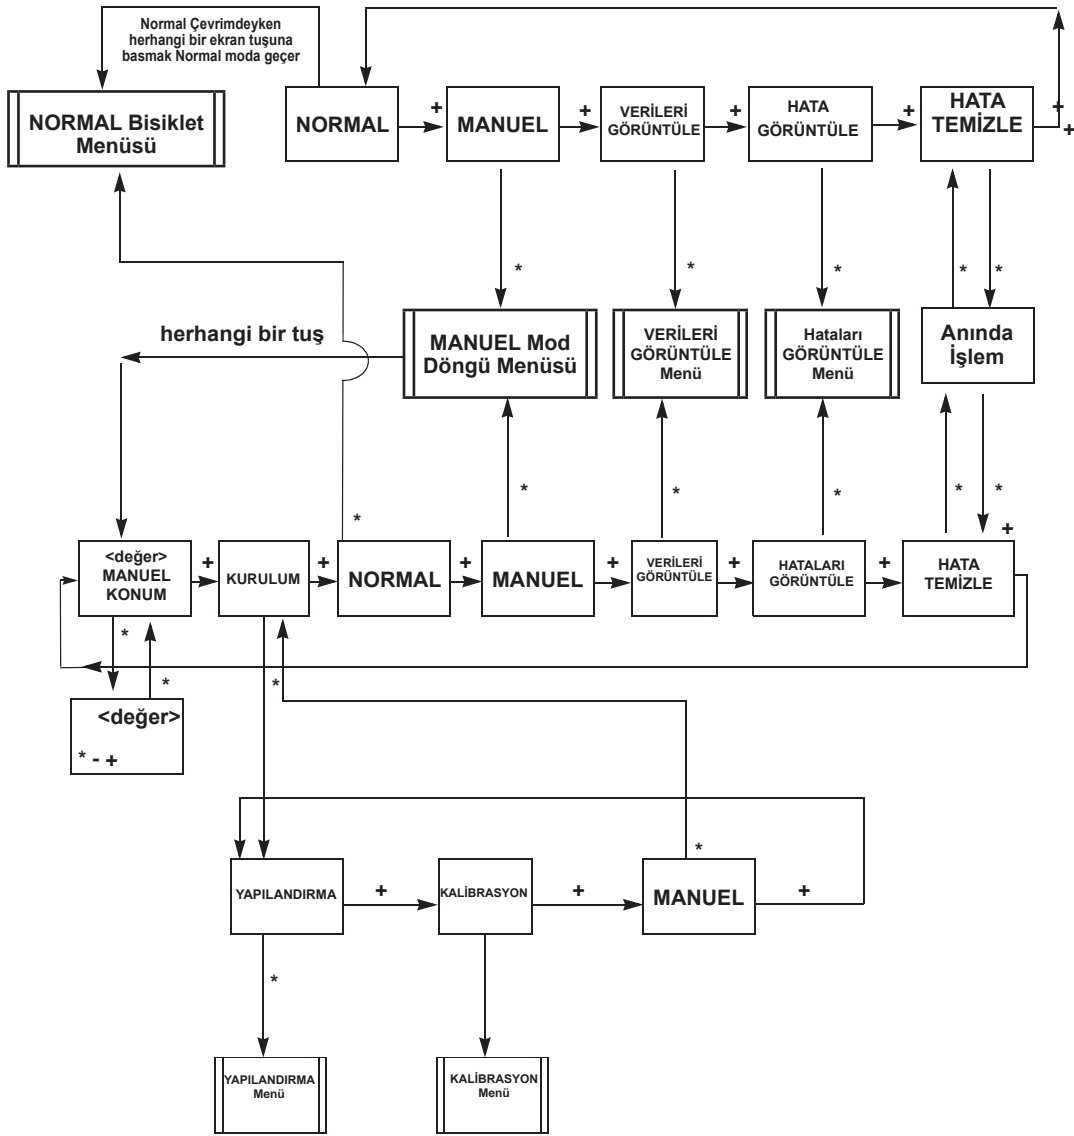 Normal Çevrimdeyken
herhangi bir ekran tuşuna
basmak Normal moda geçer
NORMAL Bisiklet
Menüsü
NORMAL
+
MANUEL
+
VERİLERİ
GÖRÜNTÜLE
+
HATA
GÖRÜNTÜLE
+
HATA
TEMİZLE
+
+
*
*
*
*
*
herhangi bir tuş
MANUEL Mod
Döngü Menüsü
VERİLERİ
GÖRÜNTÜLE
Menü
Hataları
GÖRÜNTÜLE
Menü
Anında
İşlem
*
*
*
*
*
*
+
<değer>
MANUEL
KONUM
+
KURULUM
+
NORMAL
+
MANUEL
+
VERİLERİ
GÖRÜNTÜLE
+
HATALARI
GÖRÜNTÜLE
+
HATA
TEMİZLE
*
*
*
<değer>
* - +
*
YAPILANDIRMA
+
KALİBRASYON
+
MANUEL
+
*
YAPILANDIRMA
Menü
KALİBRASYON
Menü